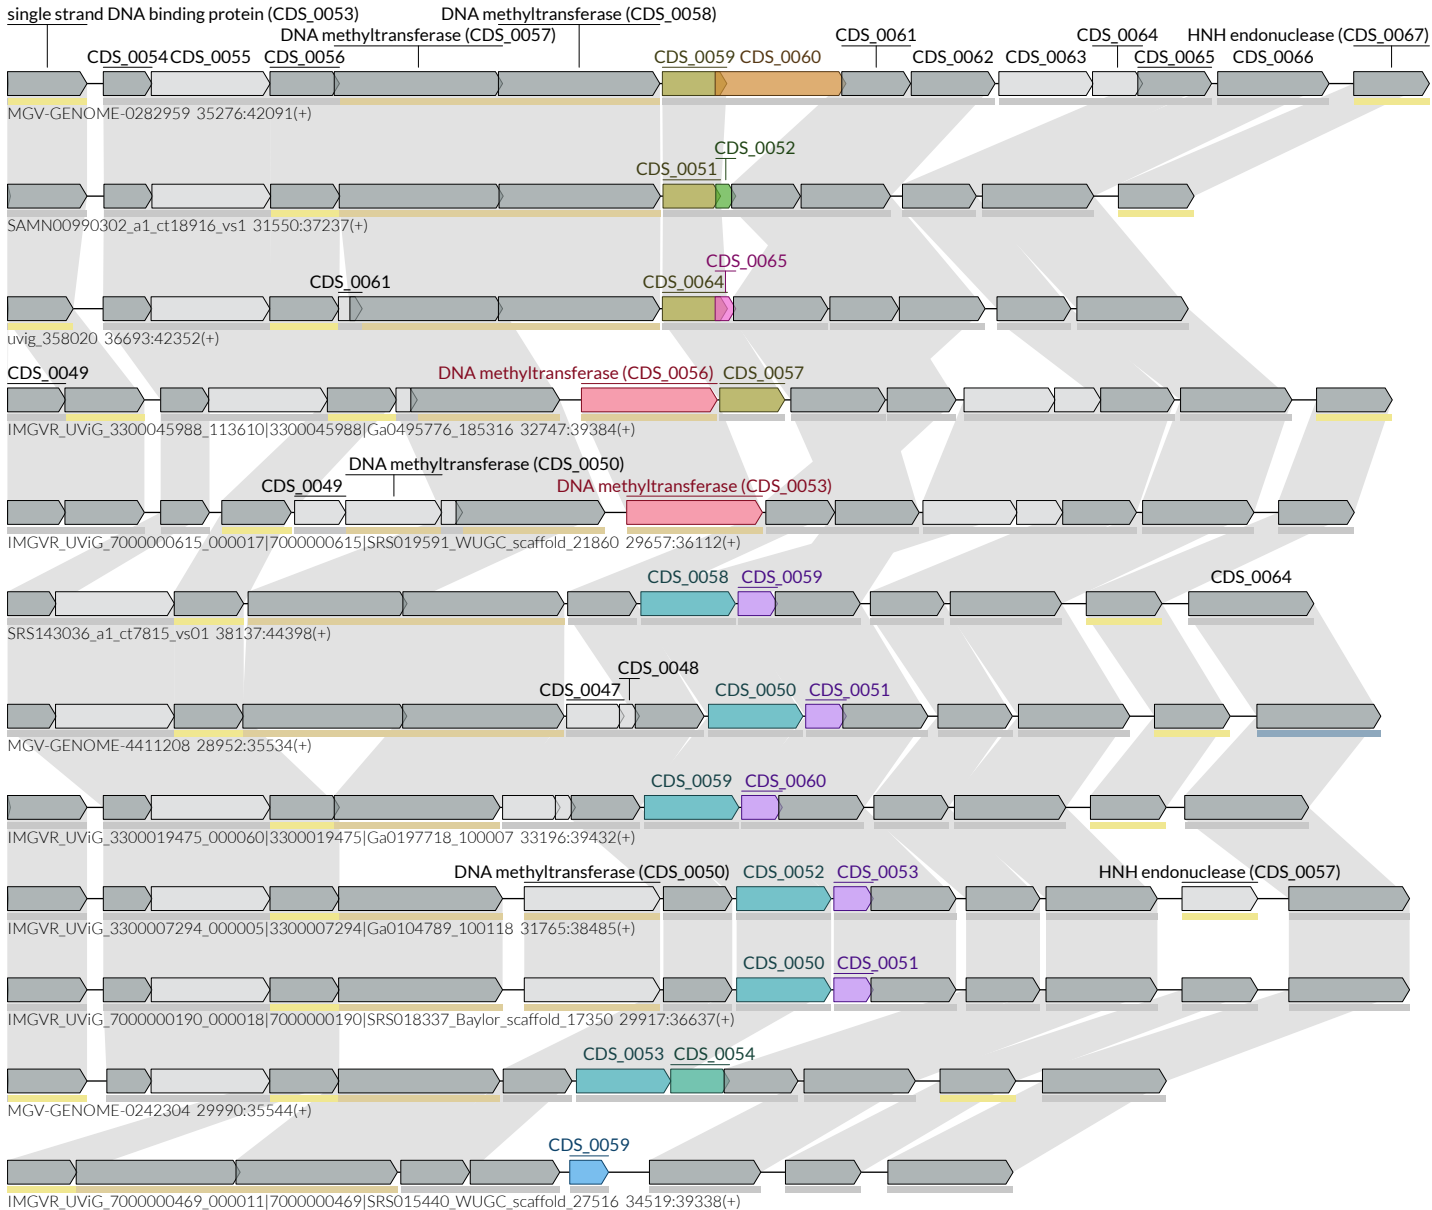 single strand DNA binding protein (CDS_0053) DNA methyltransferase (CDS_0058)
DNA methyltransferase (CDS_0057) CDS_0061 CDS_0064 HNH endonuclease (CDS_0067)
CDS_0054 CDS_0055 CDS_0056 CDS_0059 CDS_0060 CDS_0062 CDS_0063 CDS_0065 CDS_0066
MGV-GENOME-0282959 35276:42091(+)
CDS_0052
CDS_0051
SAMN00990302_a1_ct18916_vs1 31550:37237(+)
CDS_0065
CDS_0061 CDS_0064
uvig_358020 36693:42352(+)
CDS_0049 DNA methyltransferase (CDS_0056) CDS_0057
IMGVR_UViG_3300045988_113610|3300045988|Ga0495776_185316 32747:39384(+)
DNA methyltransferase (CDS_0050)
CDS_0049 DNA methyltransferase (CDS_0053)
IMGVR_UViG_7000000615_000017|7000000615|SRS019591_WUGC_scaffold_21860 29657:36112(+)
CDS_0058 CDS_0059 CDS_0064
SRS143036_a1_ct7815_vs01 38137:44398(+)
CDS_0048
CDS_0047 CDS_0050 CDS_0051
MGV-GENOME-4411208 28952:35534(+)
CDS_0059 CDS_0060
IMGVR_UViG_3300019475_000060|3300019475|Ga0197718_100007 33196:39432(+)
DNA methyltransferase (CDS_0050) CDS_0052 CDS_0053 HNH endonuclease (CDS_0057)
IMGVR_UViG_3300007294_000005|3300007294|Ga0104789_100118 31765:38485(+)
CDS_0050 CDS_0051
IMGVR_UViG_7000000190_000018|7000000190|SRS018337_Baylor_scaffold_17350 29917:36637(+)
CDS_0053 CDS_0054
MGV-GENOME-0242304 29990:35544(+)
CDS_0059
IMGVR_UViG_7000000469_000011|7000000469|SRS015440_WUGC_scaffold_27516 34519:39338(+)